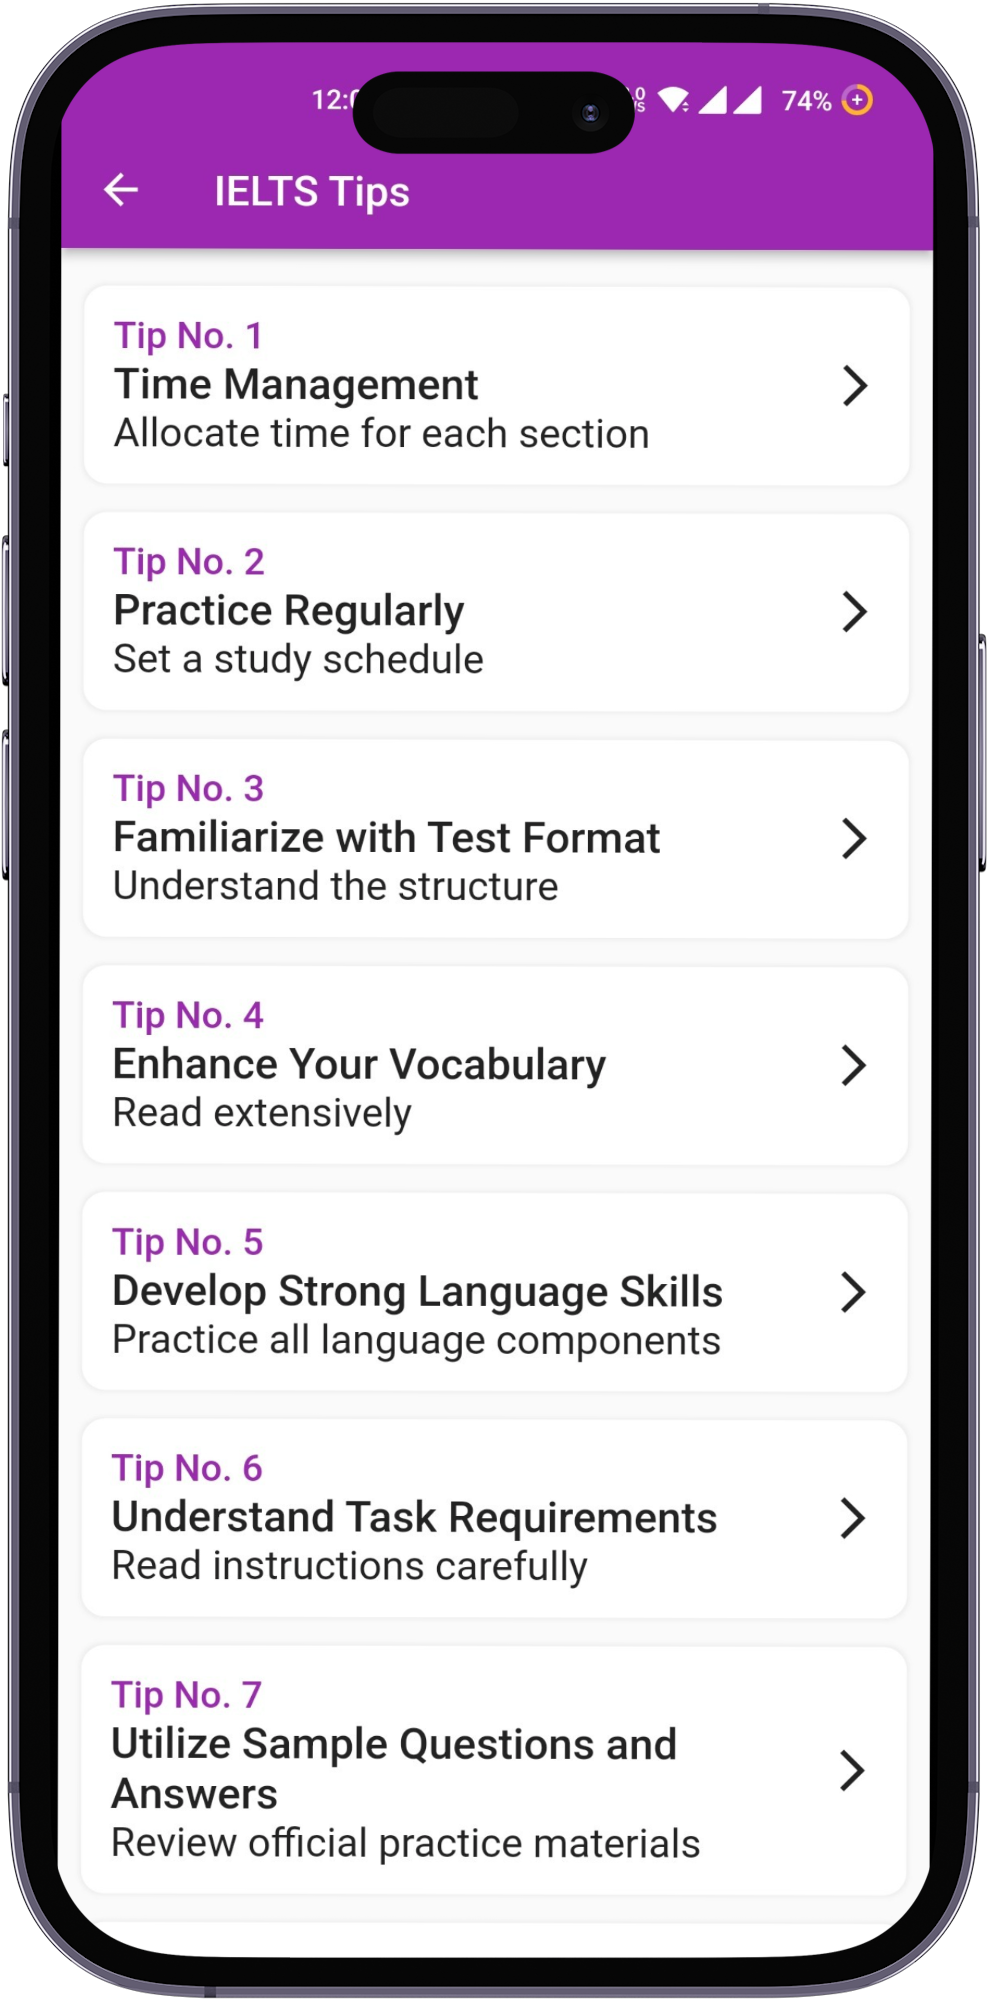 74%
IELTS Tips
Tip No. 1
Time Management
Allocate time for each section
Tip No. 2
Practice Regularly
Set a study schedule
Tip No. 3
Familiarize with Test Format
Understand the structure
Tip No. 4
Enhance Your Vocabulary
Read extensively
Tip No. 5
Develop Strong Language Skills
Practice all language components
Tip No. 6
Understand Task Requirements
Read instructions carefully
Tip No. 7
Utilize Sample Questions and
Answers
Review official practice materials